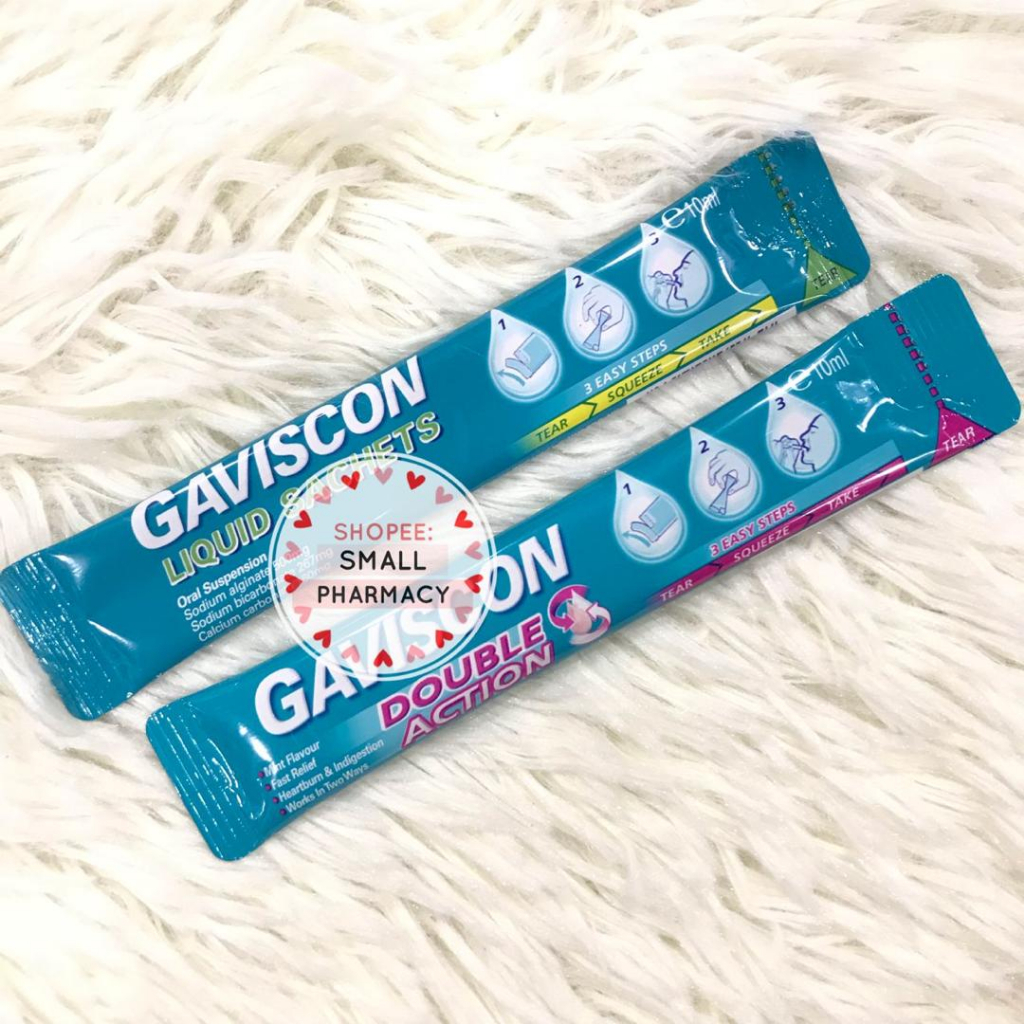 GAVISCON
LIQUID SACHETS
Oral Suspension
Sodium alginate 500mg
Sodium 267mg
Calcium
1
2
3
e 10ml
3 EASY STEPS
TEAR SQUEEZE TAKE
TEAR
SHOPEE:
SMALL
PHARMACY
GAVISCON
DOUBLE
ACTION
Mint Flavour
Fast Relief
Heartburn & Indigestion
Works In Two Ways
1
2
3
e 10ml
3 EASY STEPS
TEAR SQUEEZE TAKE
TEAR